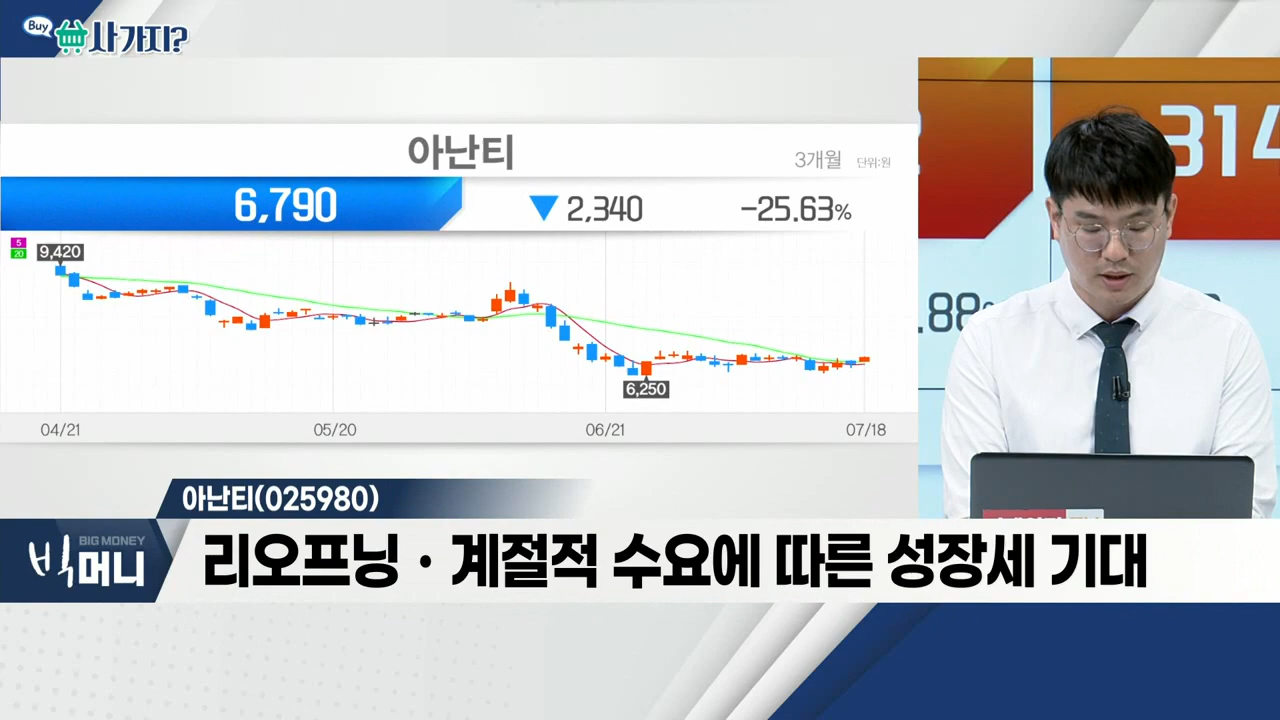 Buy
사가지?
아난티
3개월 단위:원
6,790 ▼ 2,340 -25.63%
5
20
9,420
6,250
04/21 05/20 06/21 07/18
314
.88
아난티(025980)
BIG MONEY
빅머니
리오프닝 · 계절적 수요에 따른 성장세 기대